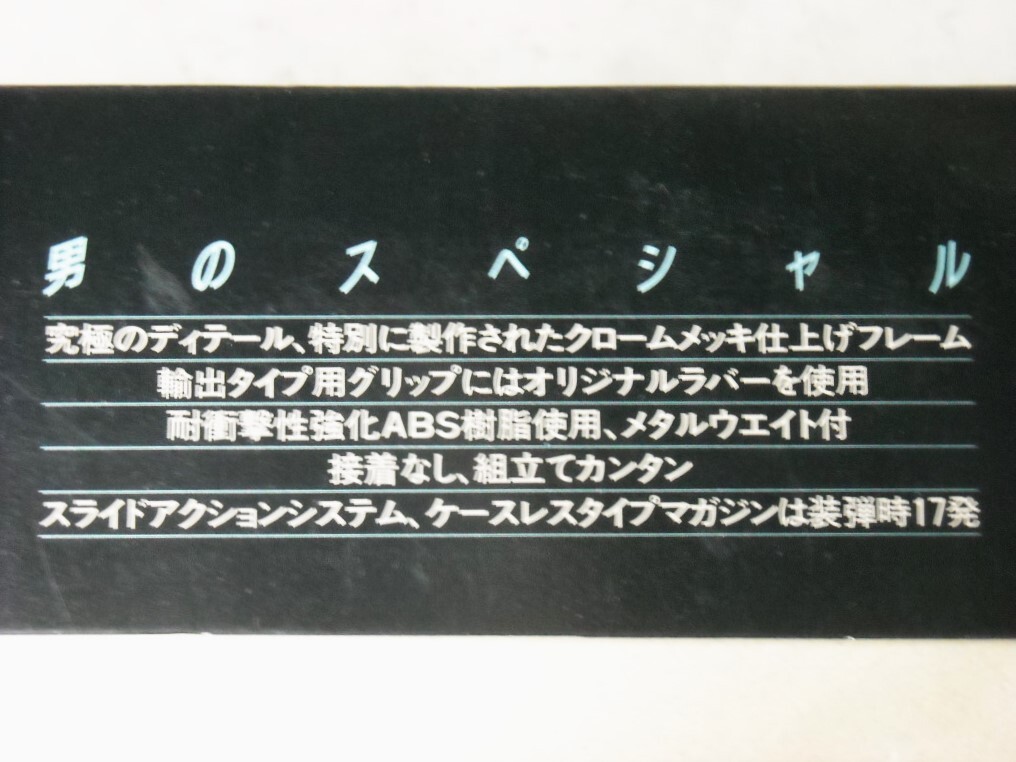 男のスペシャル
究極のディテール、特別に製作されたクロームメッキ仕上げフレーム
輸出タイプ用グリップにはオリジナルラバーを使用
耐衝撃性強化ABS樹脂使用、メタルウエイト付
接着なし、組立てカンタン
スライドアクションシステム、ケースレスタイプマガジンは装弾時17発